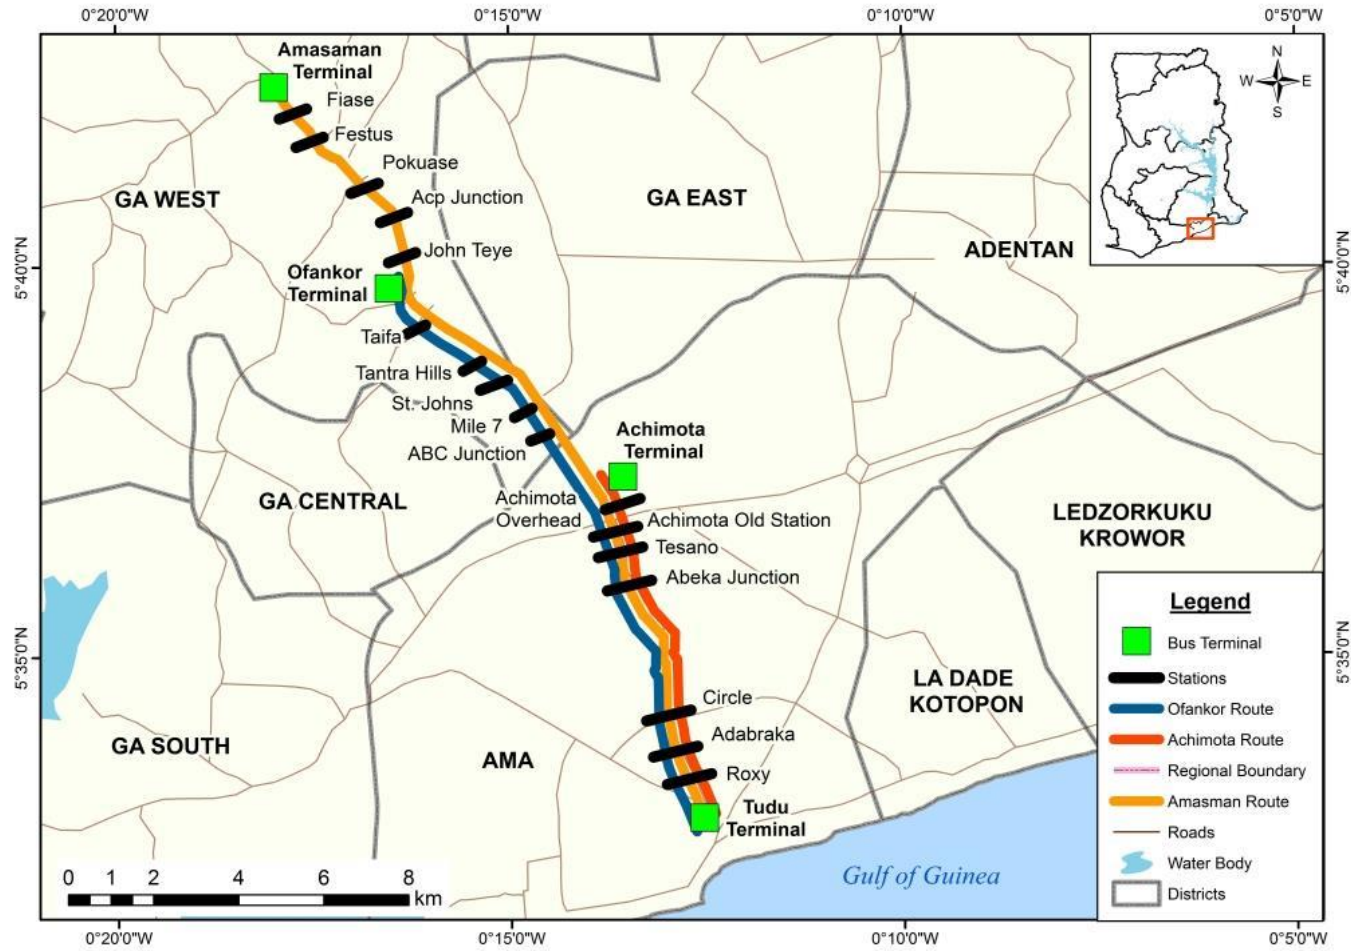 0°20'0"W
0°15'0"W
0°10'0"W
0°5'0"W
Amasaman
Terminal
Fiase
Festus
Pokuase
Acp Junction
GA WEST
GA EAST
N
W
E
S
ADENTAN
John Teye
5°40'0"N
5°40'0"N
Ofankor
Terminal
Taifa
Tantra Hills
St. Johns
Mile 7
ABC Junction
Achimota
Terminal
GA CENTRAL
Achimota
Overhead
Achimota Old Station
Tesano
Abeka Junction
LEDZORKUKU
KROWOR
5°35'0"N
5°35'0"N
LA DADE
KOTOPON
Circle
Adabraka
Roxy
GA SOUTH
AMA
Tudu
Terminal
Gulf of Guinea
Legend
Bus Terminal
Stations
Ofankor Route
Achimota Route
Regional Boundary
Amasman Route
Roads
Water Body
Districts
0 1 2 4 6 8
km
0°20'0"W
0°15'0"W
0°10'0"W
0°5'0"W